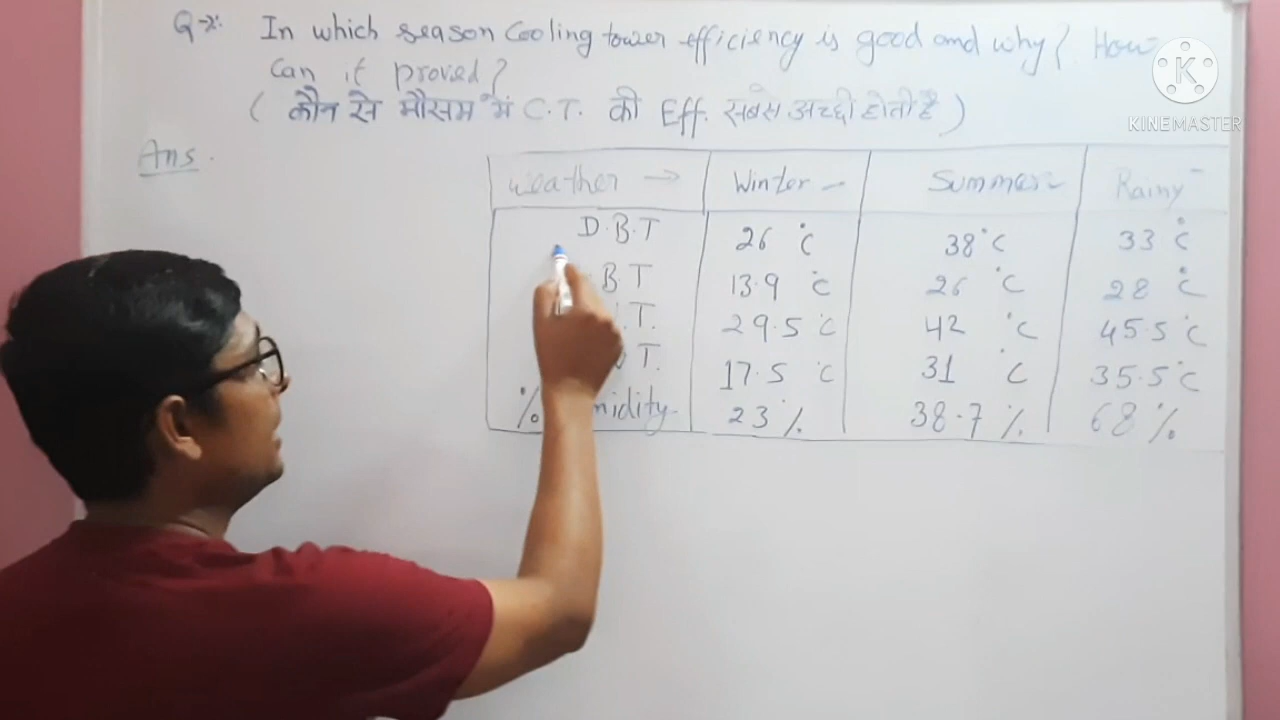 Q-2: In which season Cooling tower efficiency is good and why? How
Can it proved?
( कौन से मौसम में C.T. की Eff. सबसे अच्छी होती है )
K
KINEMASTER
Ans.
Weather → Winter Summer Rainy
D.B.T 26 °C 38°C 33 °C
B T 13.9 °C 26 °C 28 °C
.T. 29.5 °C 42 °C 45.5°C
T. 17.5 °C 31 °C 35.5°C
% midity 23 % 38.7 % 68 %